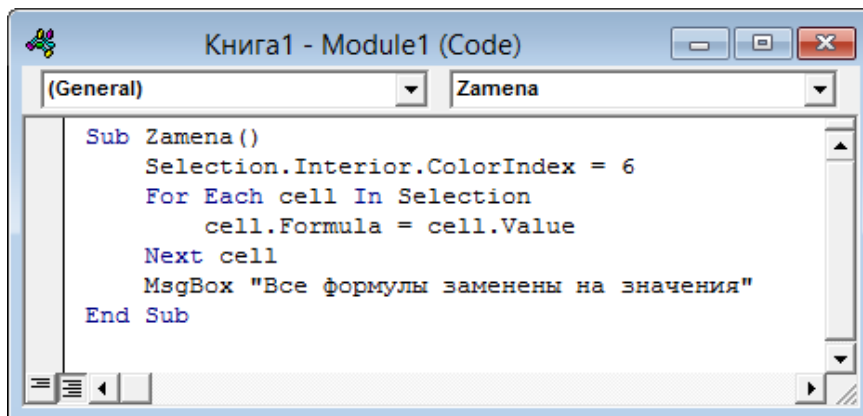 Книга1 - Module1 (Code)
(General) Zamena
Sub Zamena()
    Selection.Interior.ColorIndex = 6
    For Each cell In Selection
        cell.Formula = cell.Value
    Next cell
    MsgBox "Все формулы заменены на значения"
End Sub